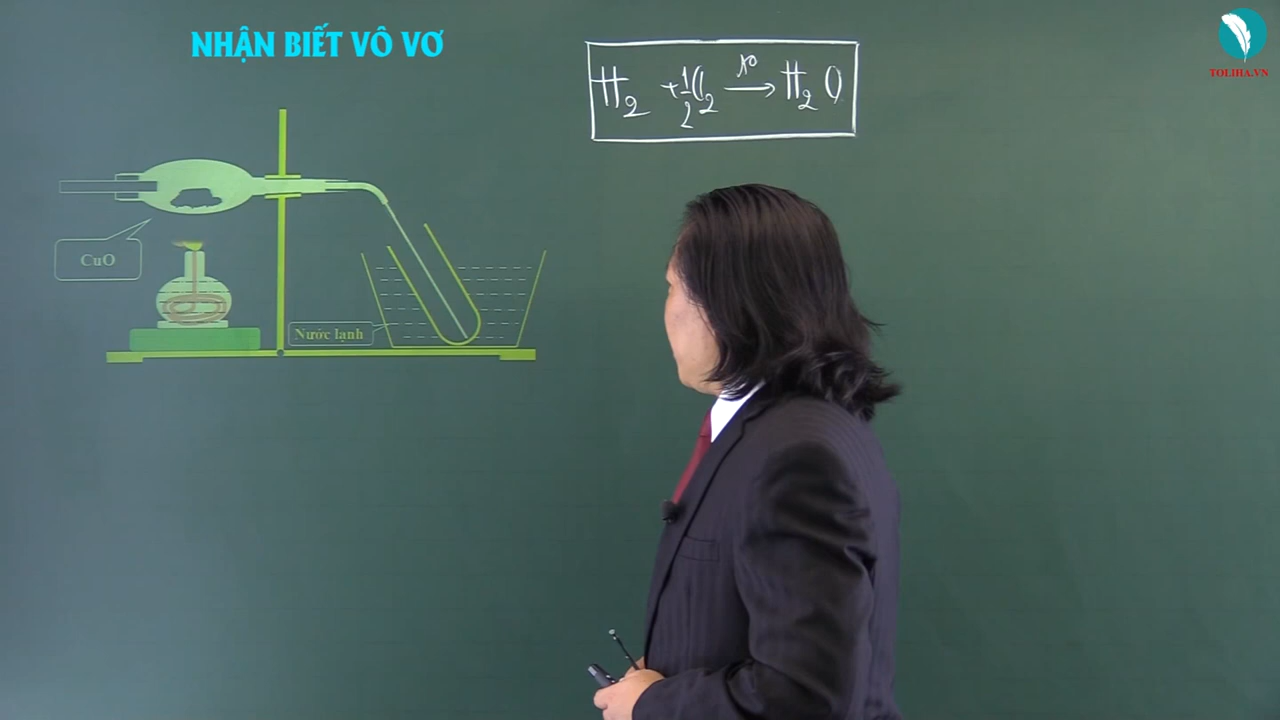 NHẬN BIẾT VÔ VƠ
H₂ + 1/2 O₂ →(t°) H₂O
TOLIHA.VN
CuO
Nước lạnh